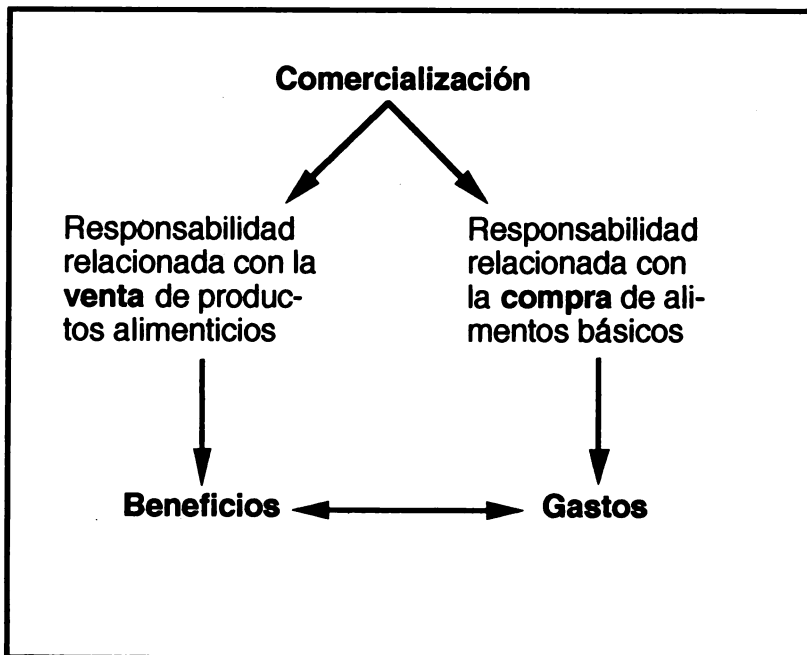 Comercialización
Responsabilidad
relacionada con la
venta de produc-
tos alimenticios
Responsabilidad
relacionada con
la compra de ali-
mentos básicos
Beneficios
Gastos